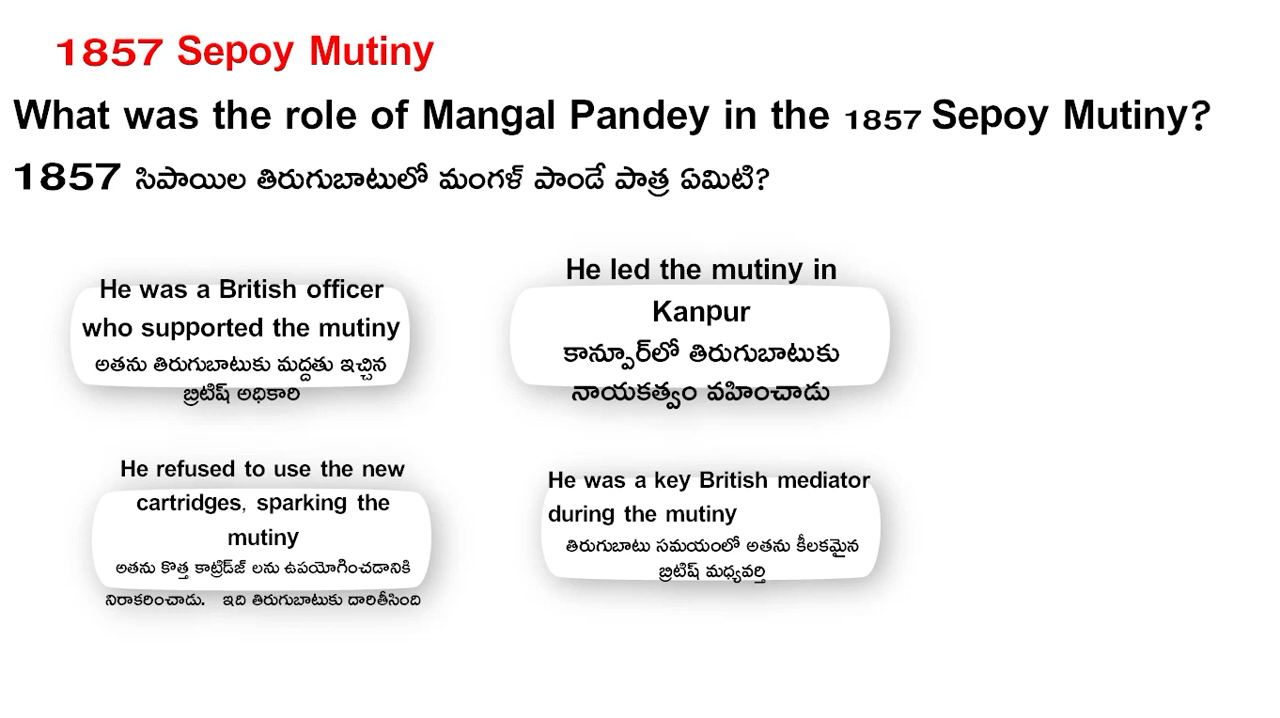 1857 Sepoy Mutiny
What was the role of Mangal Pandey in the 1857 Sepoy Mutiny?
1857 సిపాయిల తిరుగుబాటులో మంగళ్ పాండే పాత్ర ఏమిటి?
He was a British officer
who supported the mutiny
అతను తిరుగుబాటుకు మద్దతు ఇచ్చిన
బ్రిటిష్ అధికారి
He led the mutiny in
Kanpur
కాన్పూర్‌లో తిరుగుబాటుకు
నాయకత్వం వహించాడు
He refused to use the new
cartridges, sparking the
mutiny
అతను కొత్త కాట్రిడ్జ్ లను ఉపయోగించడానికి
నిరాకరించాడు. ఇది తిరుగుబాటుకు దారితీసింది
He was a key British mediator
during the mutiny
తిరుగుబాటు సమయంలో అతను కీలకమైన
బ్రిటిష్ మధ్యవర్తి